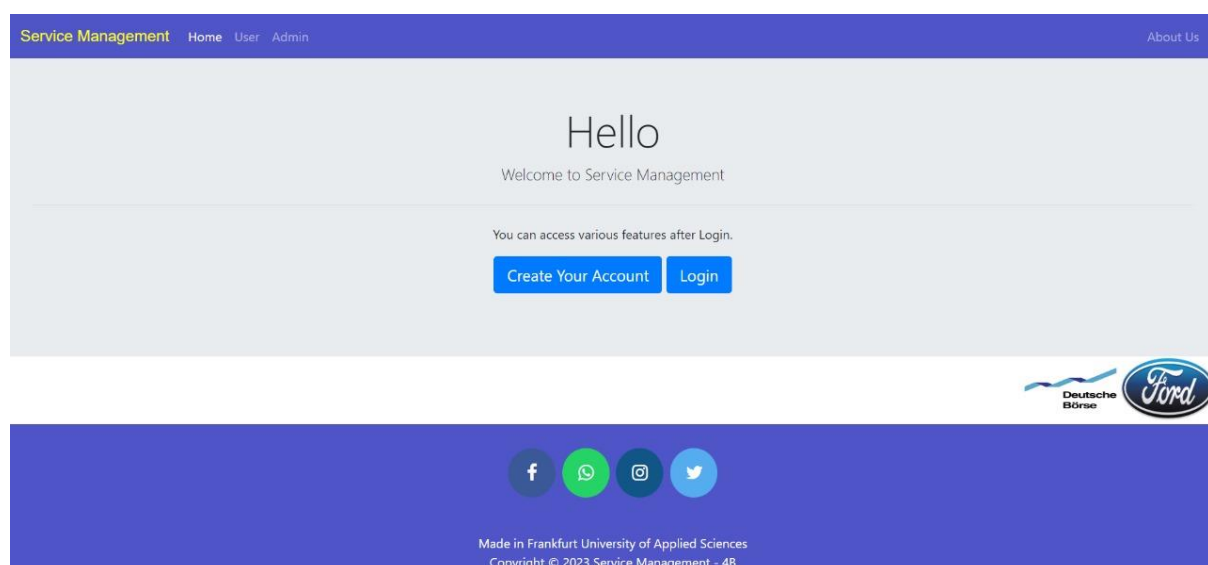 Service Management Home User Admin About Us
Hello
Welcome to Service Management
You can access various features after Login.
Create Your Account Login
Deutsche
Börse
Ford
Made in Frankfurt University of Applied Sciences
Copyright © 2023 Service Management - 4B